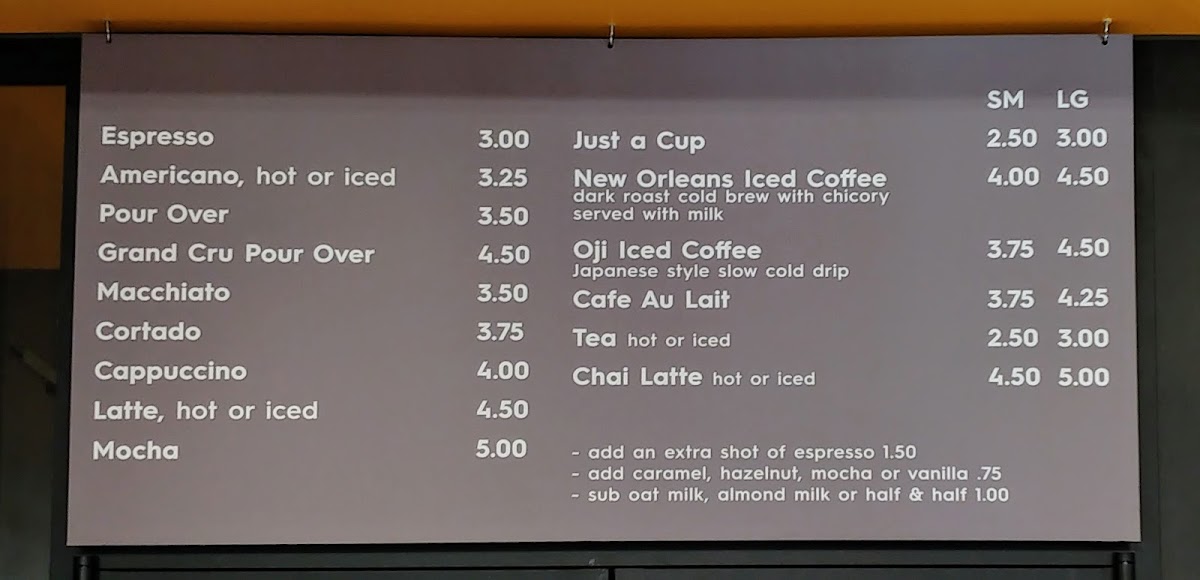 Espresso 3.00
Americano, hot or iced 3.25
Pour Over 3.50
Grand Cru Pour Over 4.50
Macchiato 3.50
Cortado 3.75
Cappuccino 4.00
Latte, hot or iced 4.50
Mocha 5.00
SM LG
Just a Cup 2.50 3.00
New Orleans Iced Coffee 4.00 4.50
dark roast cold brew with chicory
served with milk
Oji Iced Coffee 3.75 4.50
Japanese style slow cold drip
Cafe Au Lait 3.75 4.25
Tea hot or iced 2.50 3.00
Chai Latte hot or iced 4.50 5.00
- add an extra shot of espresso 1.50
- add caramel, hazelnut, mocha or vanilla .75
- sub oat milk, almond milk or half & half 1.00